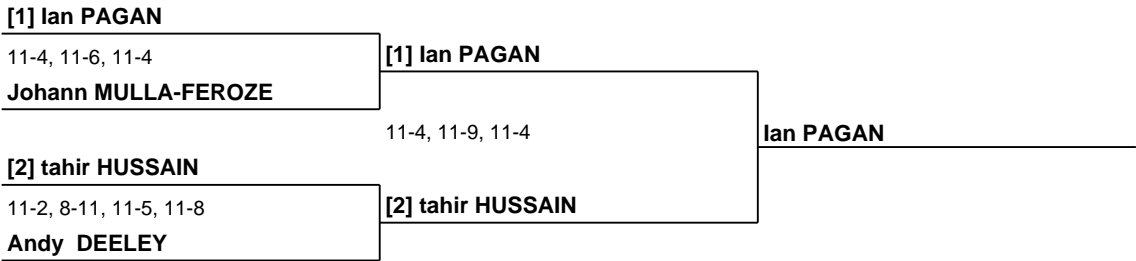 [1] Ian PAGAN
11-4, 11-6, 11-4
[1] Ian PAGAN
Johann MULLA-FEROZE
11-4, 11-9, 11-4
Ian PAGAN
[2] tahir HUSSAIN
11-2, 8-11, 11-5, 11-8
[2] tahir HUSSAIN
Andy DEELEY